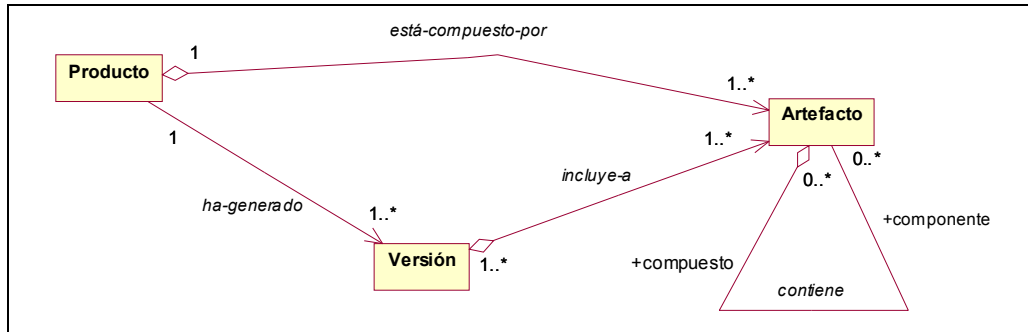 está-compuesto-por
1
Producto
1..*
Artefacto
1
1..*
incluye-a
0..*
0..*
ha-generado
1..*
+componente
Versión
1..*
+compuesto
contiene